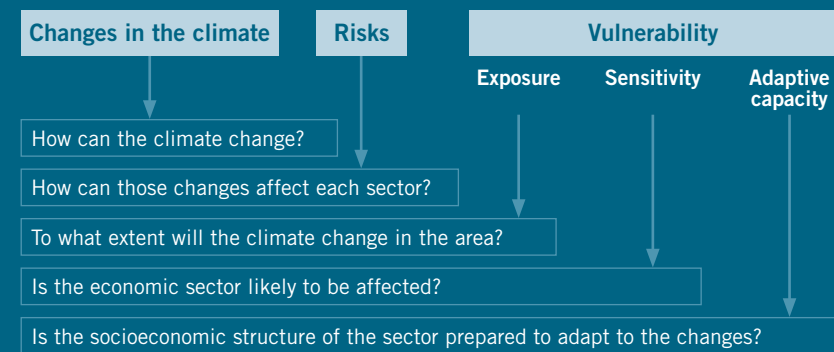 Changes in the climate
Risks
Vulnerability
Exposure
Sensitivity
Adaptive
capacity
How can the climate change?
How can those changes affect each sector?
To what extent will the climate change in the area?
Is the economic sector likely to be affected?
Is the socioeconomic structure of the sector prepared to adapt to the changes?